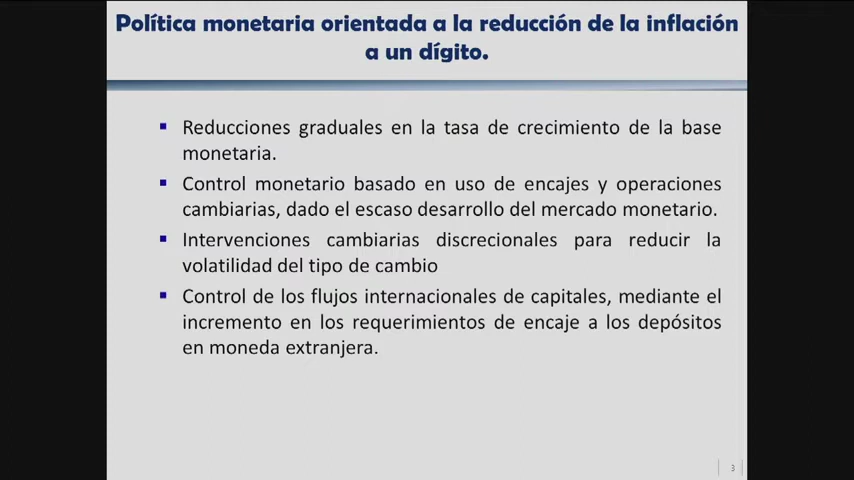 Política monetaria orientada a la reducción de la inflación
a un dígito.
▪ Reducciones graduales en la tasa de crecimiento de la base
monetaria.
▪ Control monetario basado en uso de encajes y operaciones
cambiarias, dado el escaso desarrollo del mercado monetario.
▪ Intervenciones cambiarias discrecionales para reducir la
volatilidad del tipo de cambio
▪ Control de los flujos internacionales de capitales, mediante el
incremento en los requerimientos de encaje a los depósitos
en moneda extranjera.
3